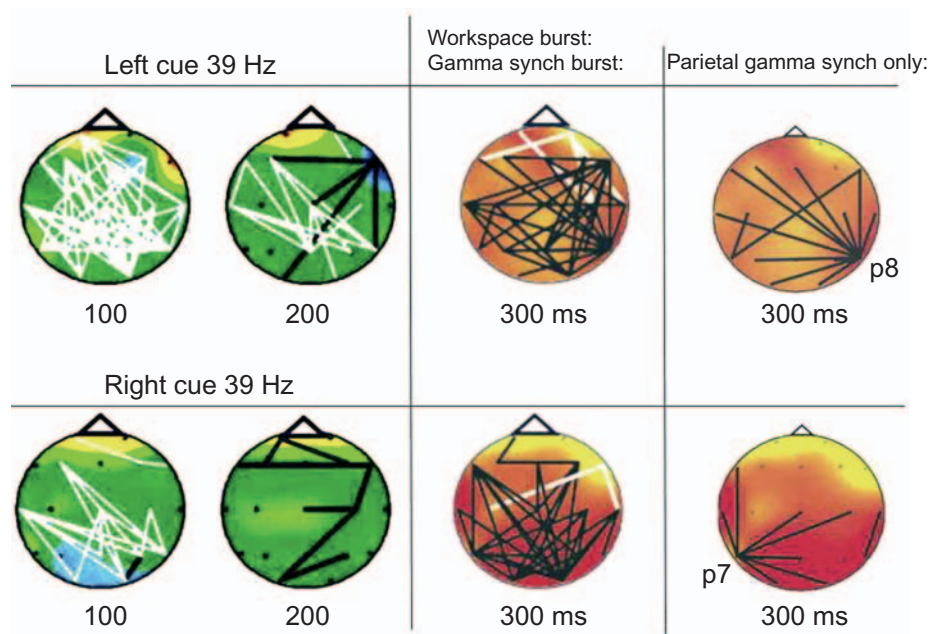 Left cue 39 Hz
Workspace burst:
Gamma synch burst:
Parietal gamma synch only:
p8
100
200
300 ms
300 ms
Right cue 39 Hz
p7
100
200
300 ms
300 ms